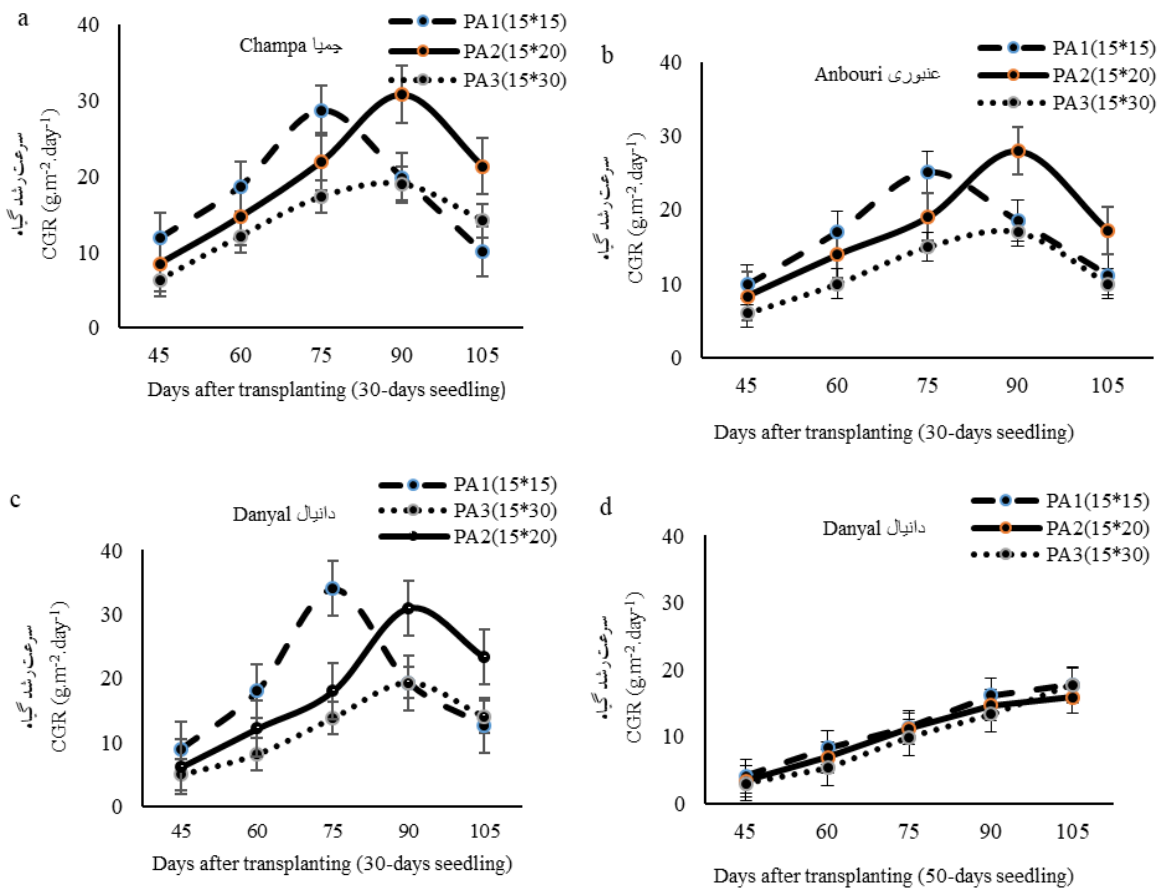 a
Champa چمپا
PA1(15*15)
PA2(15*20)
PA3(15*30)
سرعت رشد گیاه
CGR (g.m⁻².day⁻¹)
40
30
20
10
0
45 60 75 90 105
Days after transplanting (30-days seedling)
b
Anbouri عنبوری
PA1(15*15)
PA2(15*20)
PA3(15*30)
سرعت رشد گیاه
CGR (g.m⁻².day⁻¹)
40
30
20
10
0
45 60 75 90 105
Days after transplanting (30-days seedling)
c
Danyal دانیال
PA1(15*15)
PA3(15*30)
PA2(15*20)
سرعت رشد گیاه
CGR (g.m⁻².day⁻¹)
40
30
20
10
0
45 60 75 90 105
Days after transplanting (30-days seedling)
d
Danyal دانیال
PA1(15*15)
PA2(15*20)
PA3(15*30)
سرعت رشد گیاه
CGR (g.m⁻².day⁻¹)
40
30
20
10
0
45 60 75 90 105
Days after transplanting (50-days seedling)